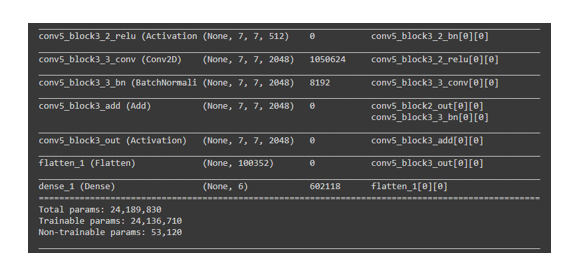 conv5_block3_2_relu (Activation (None, 7, 7, 512) 0 conv5_block3_2_bn[0][0]
conv5_block3_3_conv (Conv2D) (None, 7, 7, 2048) 1050624 conv5_block3_2_relu[0][0]
conv5_block3_3_bn (BatchNormali (None, 7, 7, 2048) 8192 conv5_block3_3_conv[0][0]
conv5_block3_add (Add) (None, 7, 7, 2048) 0 conv5_block2_out[0][0]
conv5_block3_3_bn[0][0]
conv5_block3_out (Activation) (None, 7, 7, 2048) 0 conv5_block3_add[0][0]
flatten_1 (Flatten) (None, 100352) 0 conv5_block3_out[0][0]
dense_1 (Dense) (None, 6) 602118 flatten_1[0][0]
Total params: 24,189,830
Trainable params: 24,136,710
Non-trainable params: 53,120